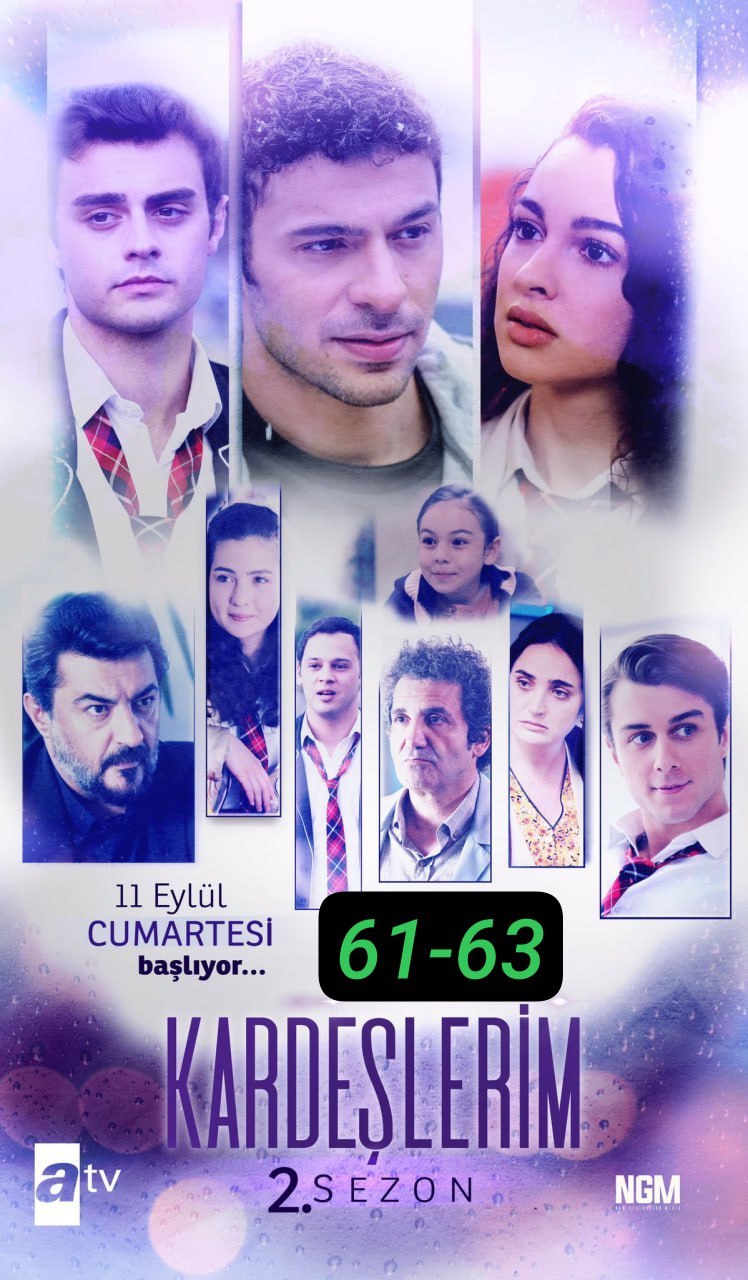 11 Eylül
CUMARTESİ
başlıyor...
61-63
KARDEŞLERİM
2. SEZON
atv
NGM